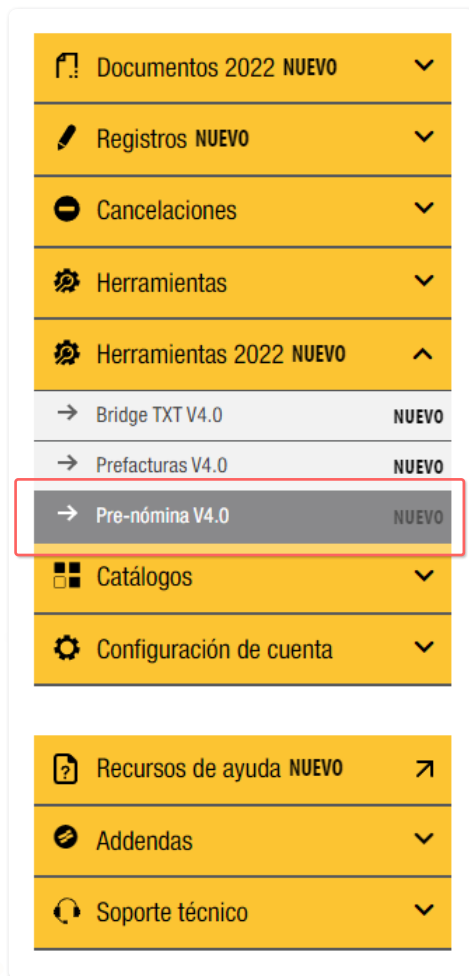 Documentos 2022 NUEVO
Registros NUEVO
Cancelaciones
Herramientas
Herramientas 2022 NUEVO
Bridge TXT V4.0 NUEVO
Prefacturas V4.0 NUEVO
Pre-nómina V4.0 NUEVO
Catálogos
Configuración de cuenta
Recursos de ayuda NUEVO
Addendas
Soporte técnico